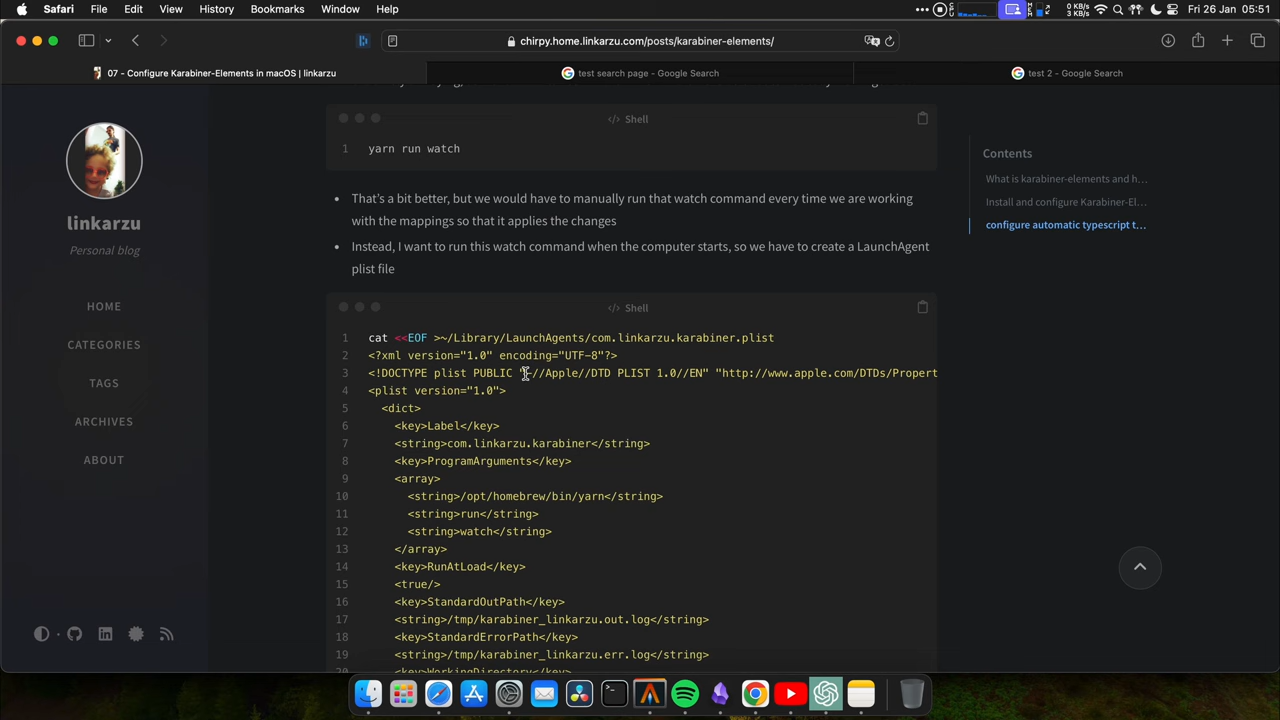 Safari File Edit View History Bookmarks Window Help
0 KB/s
3 KB/s
Fri 26 Jan 05:51
chirpy.home.linkarzu.com/posts/karabiner-elements/
07 - Configure Karabiner-Elements in macOS | linkarzu
test search page - Google Search
test 2 - Google Search
linkarzu
Personal blog
HOME
CATEGORIES
TAGS
ARCHIVES
ABOUT
</> Shell
1 yarn run watch
• That's a bit better, but we would have to manually run that watch command every time we are working
with the mappings so that it applies the changes
• Instead, I want to run this watch command when the computer starts, so we have to create a LaunchAgent
plist file
</> Shell
1 cat <<EOF >~/Library/LaunchAgents/com.linkarzu.karabiner.plist
2 <?xml version="1.0" encoding="UTF-8"?>
3 <!DOCTYPE plist PUBLIC "-//Apple//DTD PLIST 1.0//EN" "http://www.apple.com/DTDs/Propert
4 <plist version="1.0">
5 <dict>
6 <key>Label</key>
7 <string>com.linkarzu.karabiner</string>
8 <key>ProgramArguments</key>
9 <array>
10 <string>/opt/homebrew/bin/yarn</string>
11 <string>run</string>
12 <string>watch</string>
13 </array>
14 <key>RunAtLoad</key>
15 <true/>
16 <key>StandardOutPath</key>
17 <string>/tmp/karabiner_linkarzu.out.log</string>
18 <key>StandardErrorPath</key>
19 <string>/tmp/karabiner_linkarzu.err.log</string>
20 <key>WorkingDirectory</key>
Contents
What is karabiner-elements and h...
Install and configure Karabiner-El...
configure automatic typescript t...